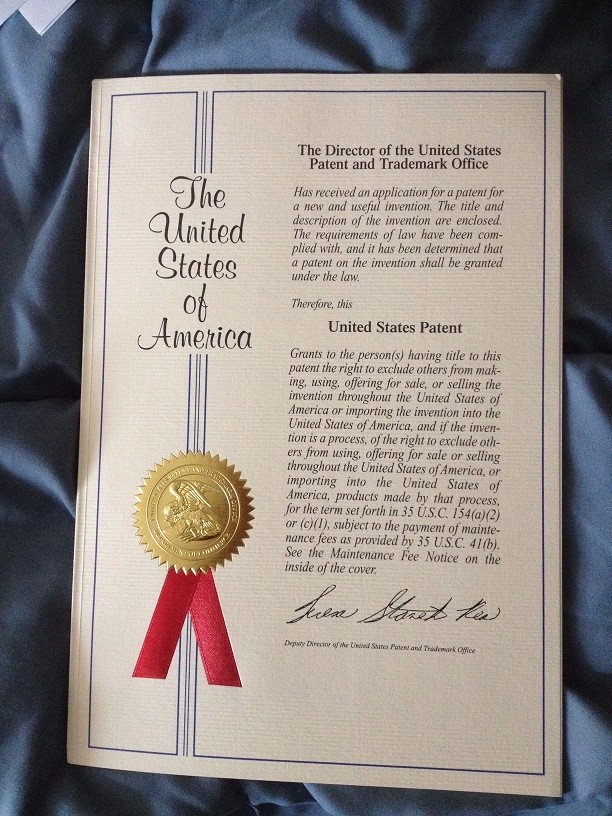 The
United
States
of
America
The Director of the United States
Patent and Trademark Office
Has received an application for a patent for
a new and useful invention. The title and
description of the invention are enclosed.
The requirements of law have been com-
plied with, and it has been determined that
a patent on the invention shall be granted
under the law.
Therefore, this
United States Patent
Grants to the person(s) having title to this
patent the right to exclude others from mak-
ing, using, offering for sale, or selling the
invention throughout the United States of
America or importing the invention into the
United States of America, and if the inven-
tion is a process, of the right to exclude oth-
ers from using, offering for sale or selling
throughout the United States of America, or
importing into the United States of
America, products made by that process,
for the term set forth in 35 U.S.C. 154(a)(2)
or (c)(1), subject to the payment of mainte-
nance fees as provided by 35 U.S.C. 41(b).
See the Maintenance Fee Notice on the
inside of the cover.
Deputy Director of the United States Patent and Trademark Office